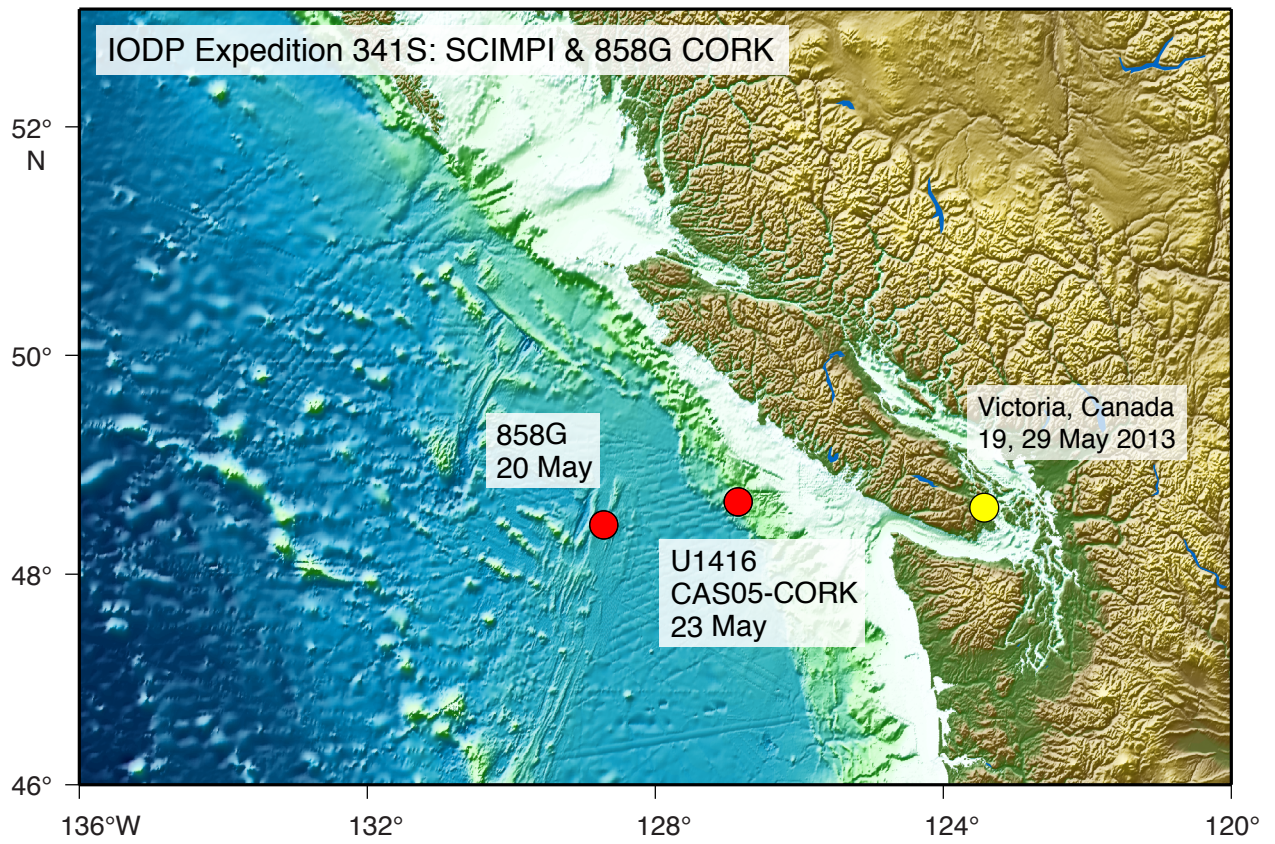 IODP Expedition 341S: SCIMPI & 858G CORK
52°
N
50°
Victoria, Canada
19, 29 May 2013
858G
20 May
U1416
CAS05-CORK
23 May
48°
46°
136°W
132°
128°
124°
120°